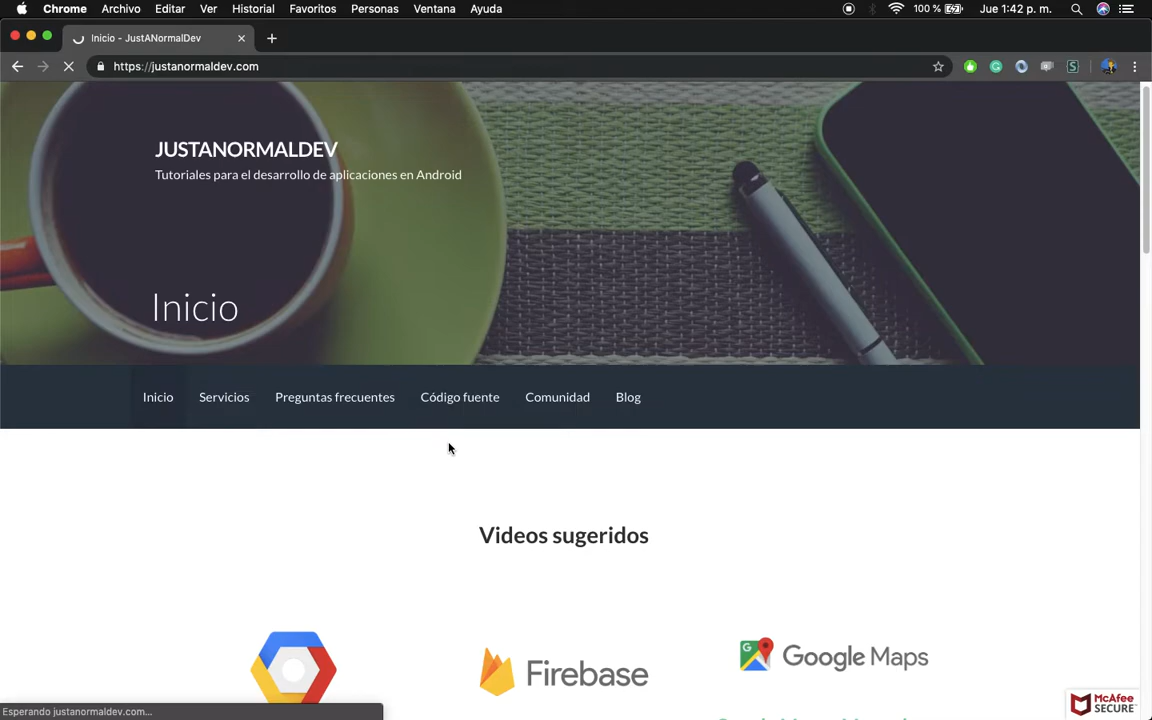 Chrome Archivo Editar Ver Historial Favoritos Personas Ventana Ayuda 100 % Jue 1:42 p. m.
Inicio - JustANormalDev
https://justanormaldev.com
JUSTANORMALDEV
Tutoriales para el desarrollo de aplicaciones en Android
Inicio
Inicio Servicios Preguntas frecuentes Código fuente Comunidad Blog
Videos sugeridos
Firebase
Google Maps
Esperando justanormaldev.com...
McAfee
SECURE